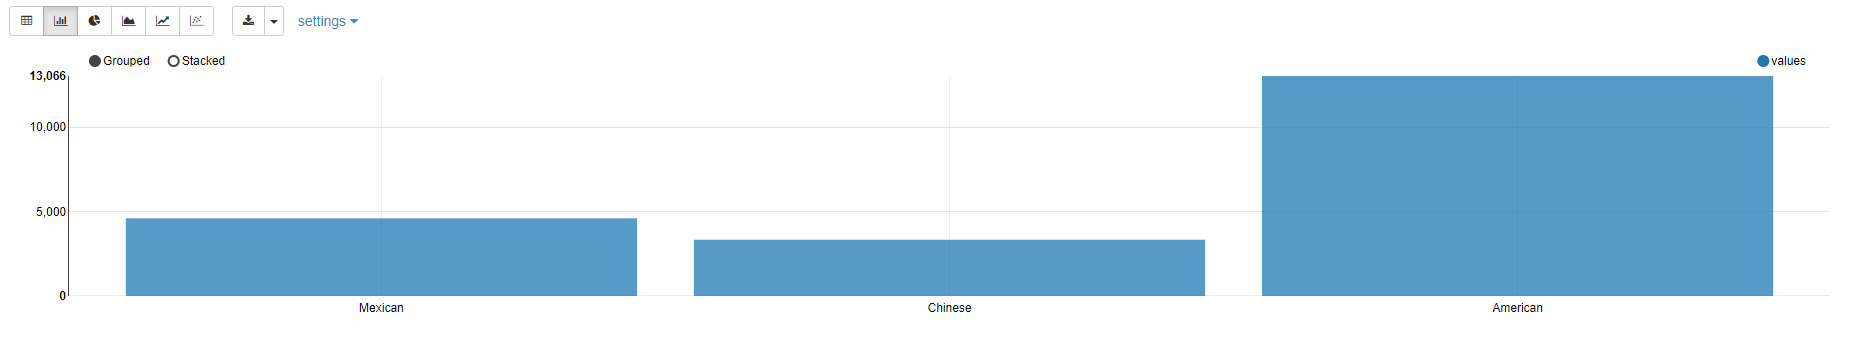 settings
Grouped Stacked values
13,066
10,000
5,000
0
Mexican Chinese American